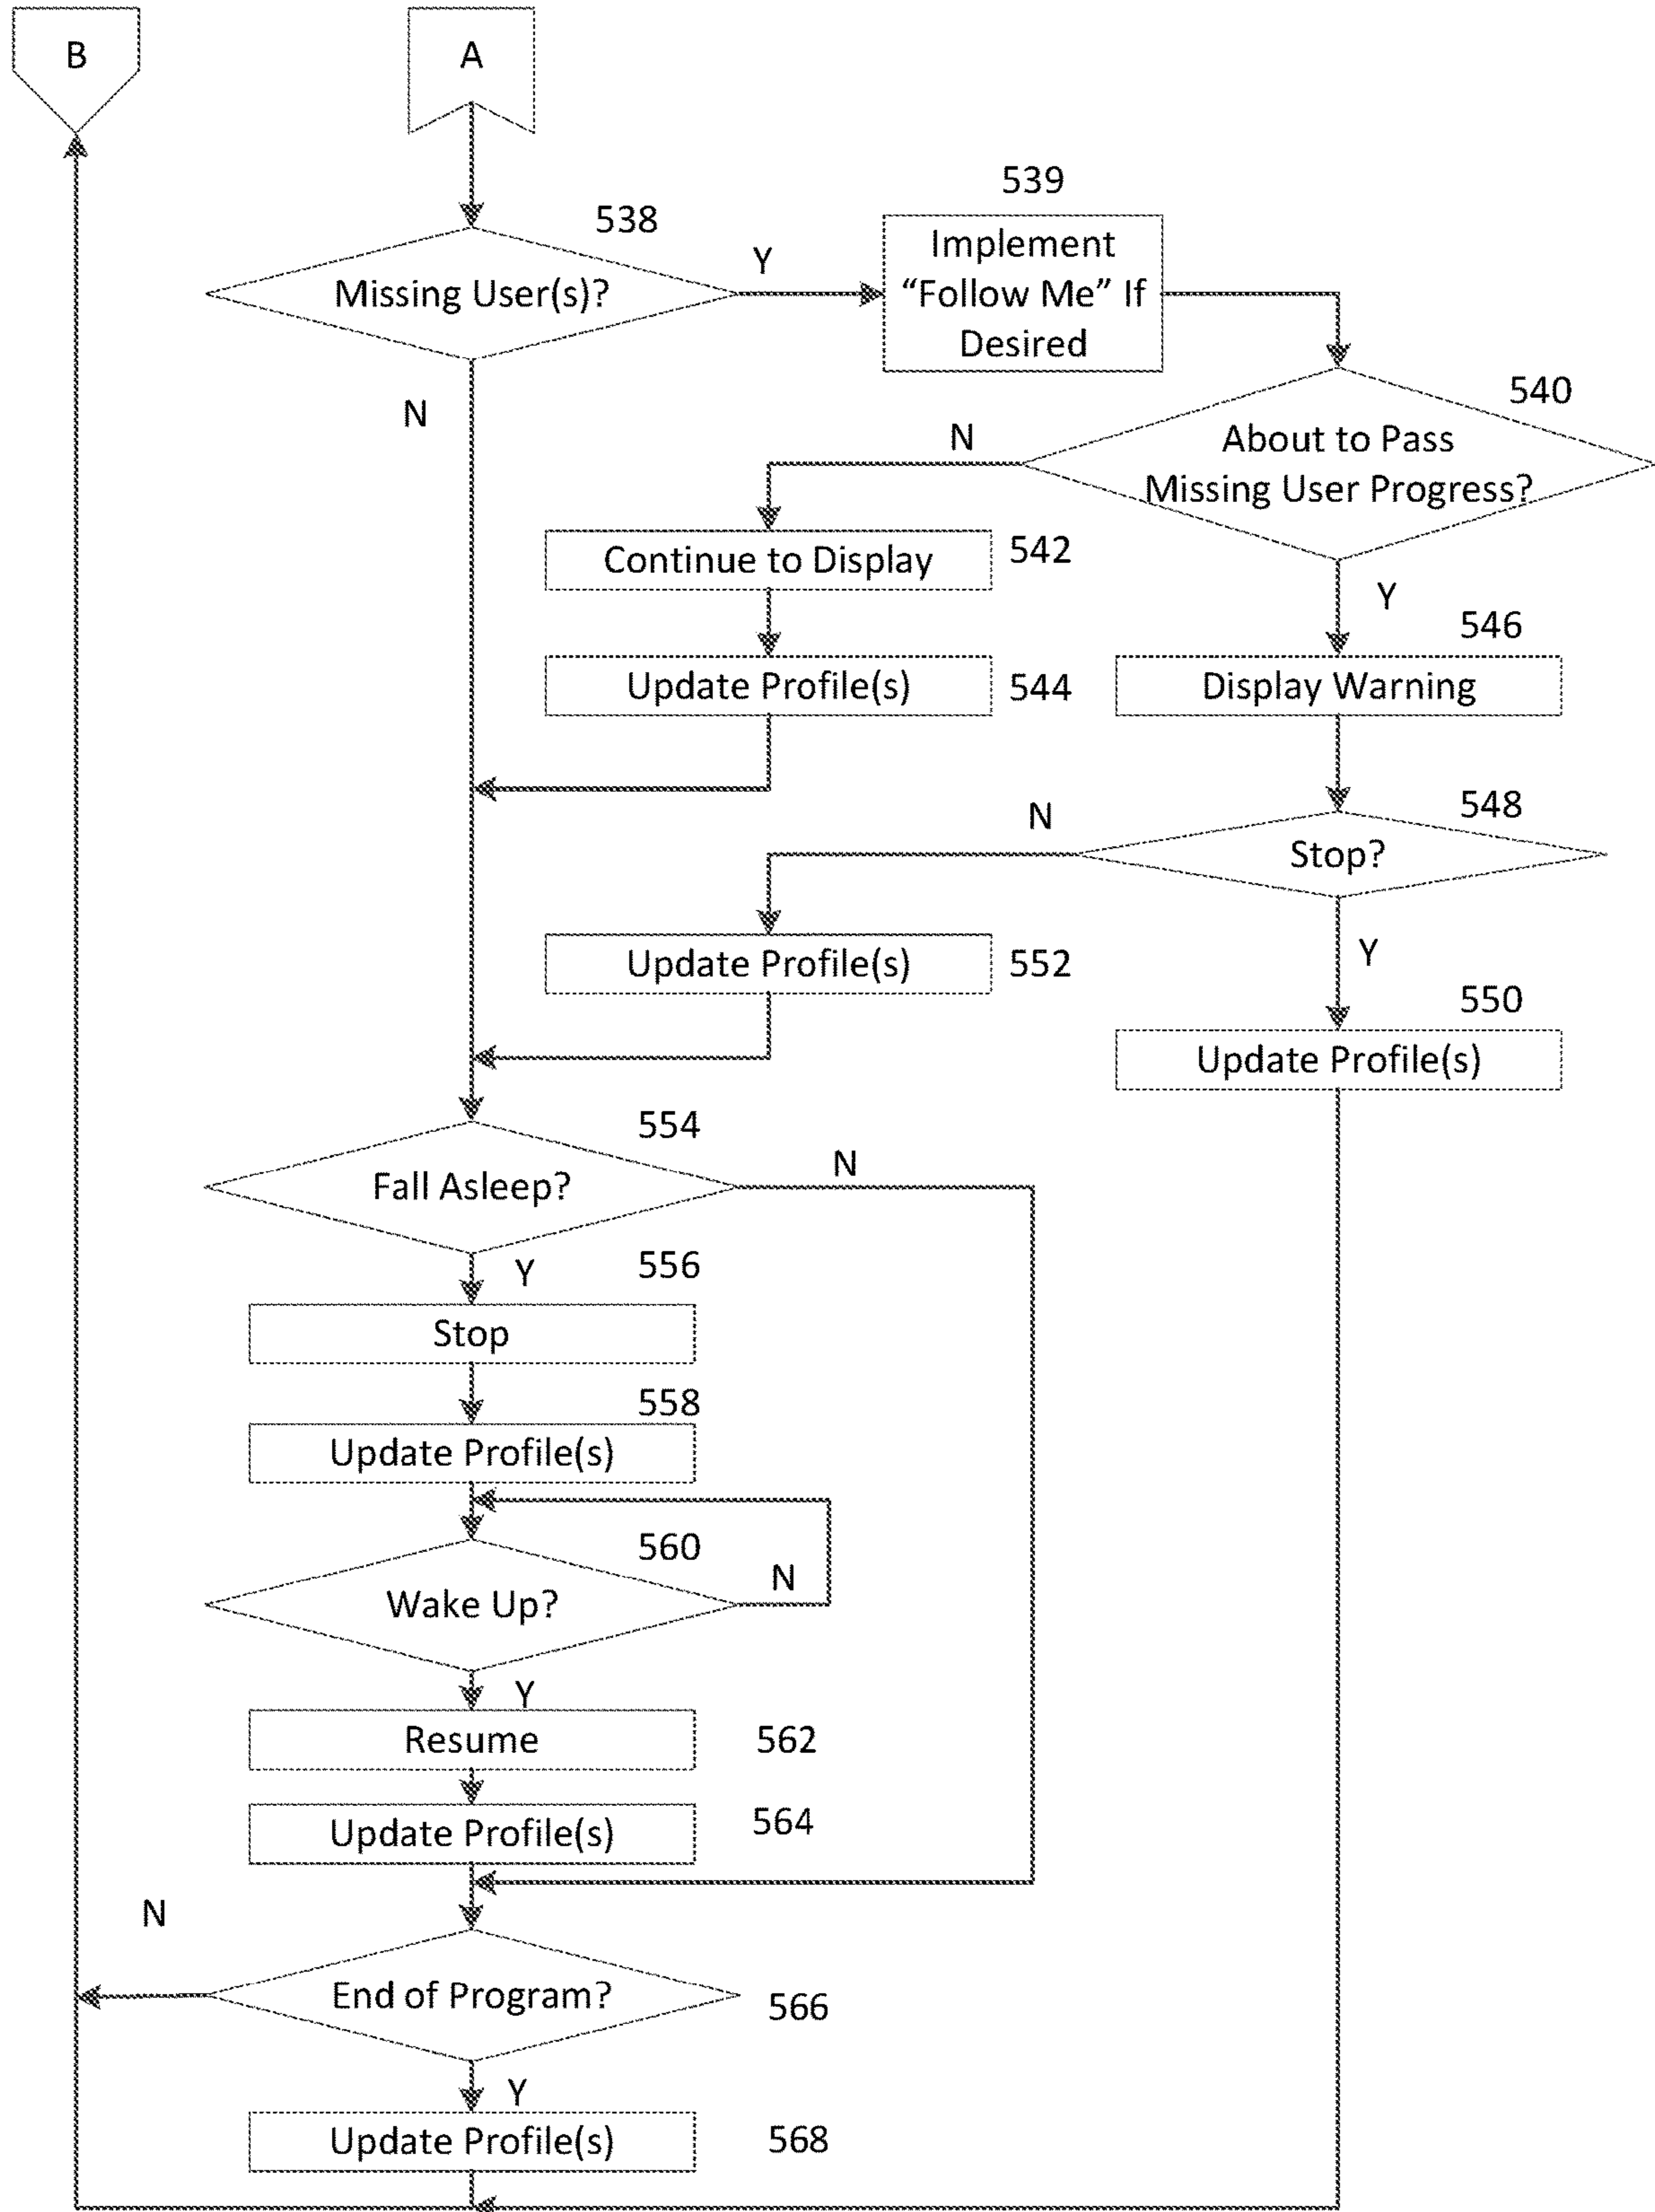 B
A
538
Missing User(s)?
Y
N
539
Implement
“Follow Me” If
Desired
540
About to Pass
Missing User Progress?
N
Y
Continue to Display
542
Update Profile(s)
544
546
Display Warning
548
Stop?
N
Y
Update Profile(s)
552
550
Update Profile(s)
554
Fall Asleep?
N
Y
556
Stop
558
Update Profile(s)
560
Wake Up?
N
Y
Resume
562
Update Profile(s)
564
N
End of Program?
566
Y
Update Profile(s)
568